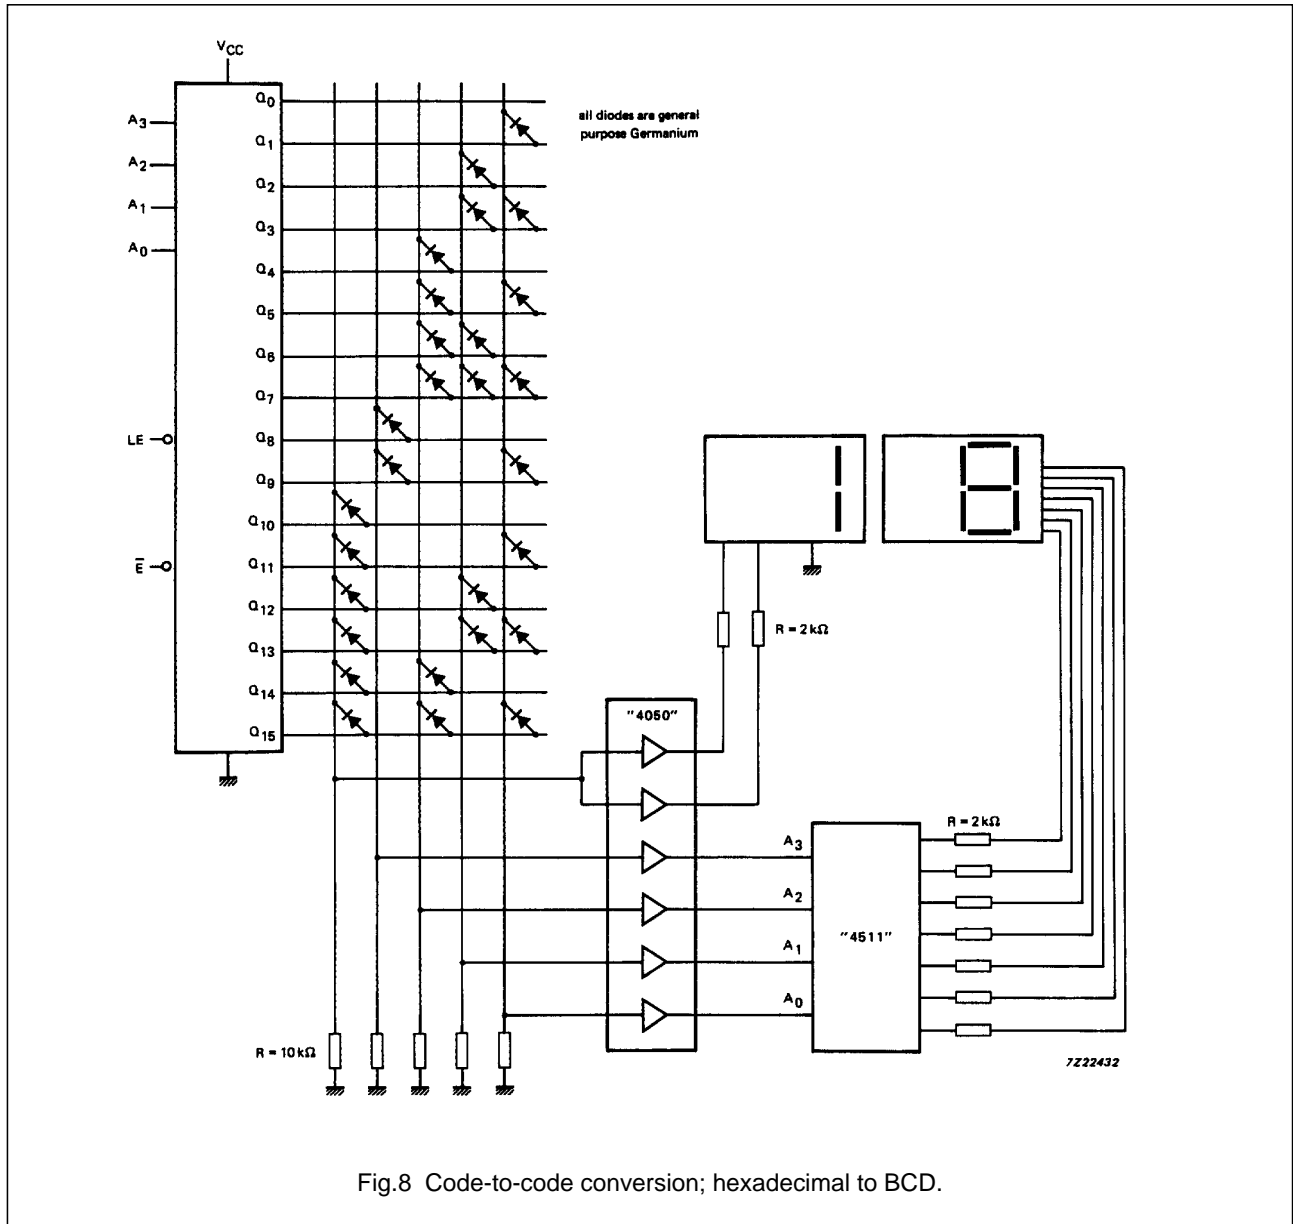 VCC
A3
A2
A1
A0
LE
E̅
Q0
Q1
Q2
Q3
Q4
Q5
Q6
Q7
Q8
Q9
Q10
Q11
Q12
Q13
Q14
Q15
all diodes are general
purpose Germanium
R = 2 kΩ
"4050"
R = 2 kΩ
A3
A2
A1
A0
"4511"
R = 10 kΩ
7Z22432
Fig.8 Code-to-code conversion; hexadecimal to BCD.